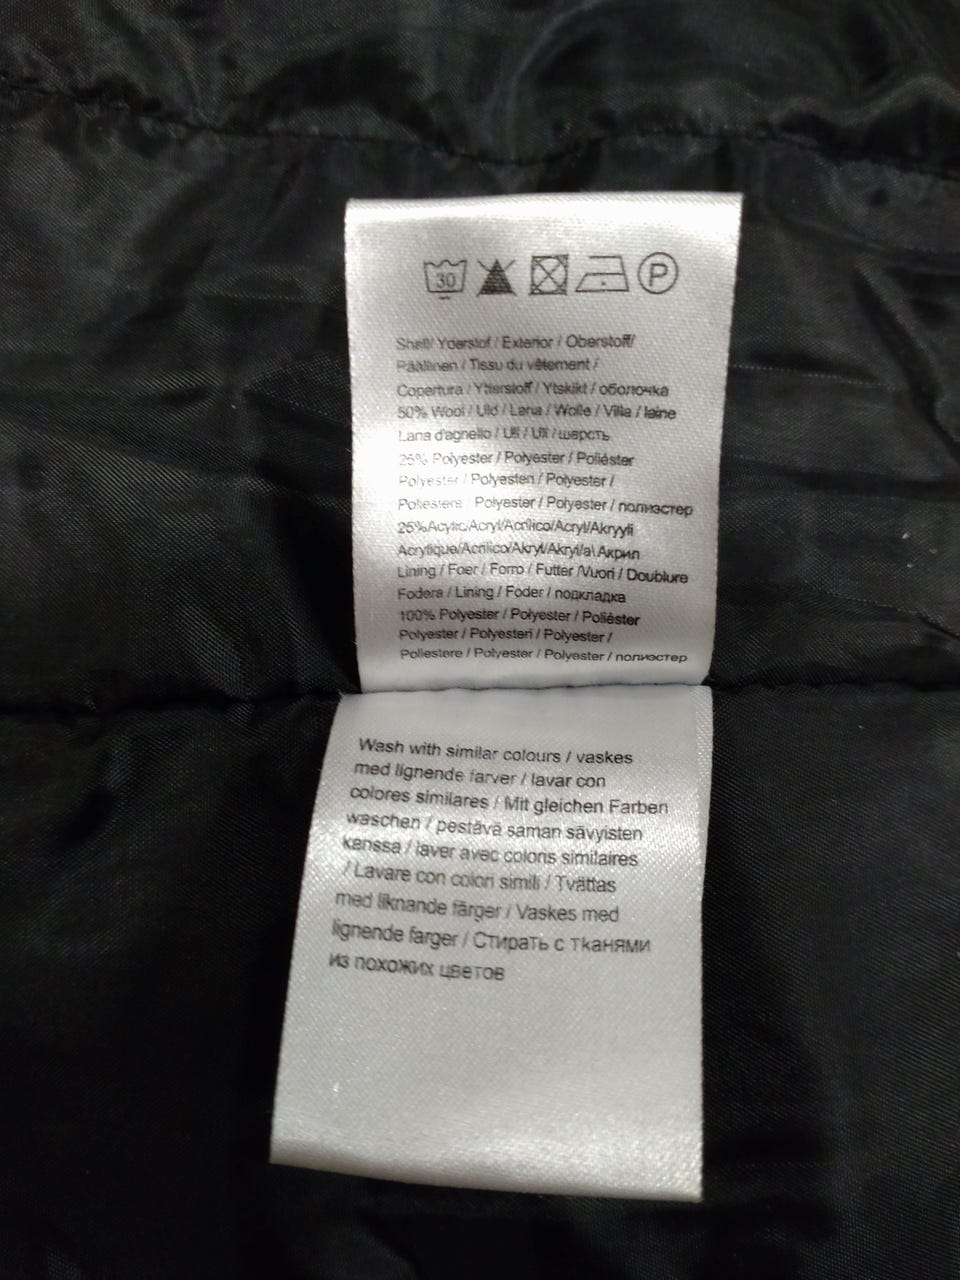 30 P
Shell/ Yderstof / Exterior / Oberstoff/
Päällinen / Tissu du vêtement /
Copertura / Ytterstoff / Ytskikt / оболочка
50% Wool / Uld / Lana / Wolle / Villa / laine
Lana d'agnello / Ull / Ull / шерсть
25% Polyester / Polyester / Poliéster
Polyester / Polyesteri / Polyester /
Poliestere / Polyester / Polyester / полиэстер
25%Acylic/Acryl/Acrílico/Acryl/Akryyli
Acrylique/Acrilico/Akryl/Akryl/a\ Акрил
Lining / Foer / Forro / Futter /Vuori / Doublure
Fodera / Lining / Foder / подкладка
100% Polyester / Polyester / Poliéster
Polyester / Polyesteri / Polyester /
Poliestere / Polyester / Polyester / полиэстер
Wash with similar colours / vaskes
med lignende farver / lavar con
colores similares / Mit gleichen Farben
waschen / pestävä saman sävyisten
kanssa / laver avec coloris similaires
/ Lavare con colori simili / Tvättas
med liknande färger / Vaskes med
lignende farger / Стирать с тканями
из похожих цветов